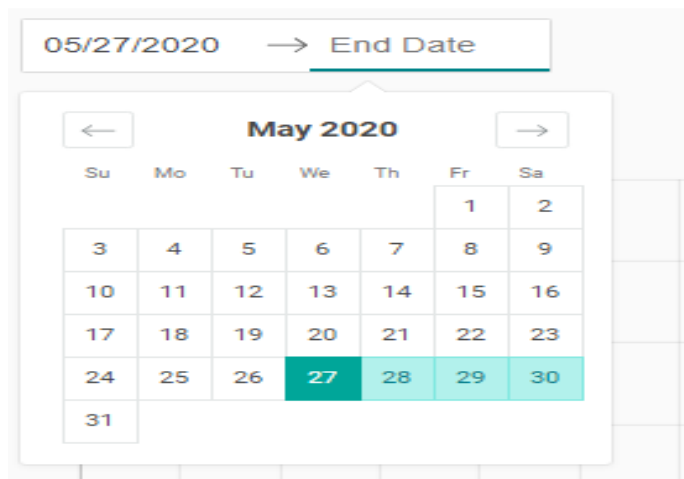 05/27/2020 → End Date
← May 2020 →
Su Mo Tu We Th Fr Sa
1 2
3 4 5 6 7 8 9
10 11 12 13 14 15 16
17 18 19 20 21 22 23
24 25 26 27 28 29 30
31